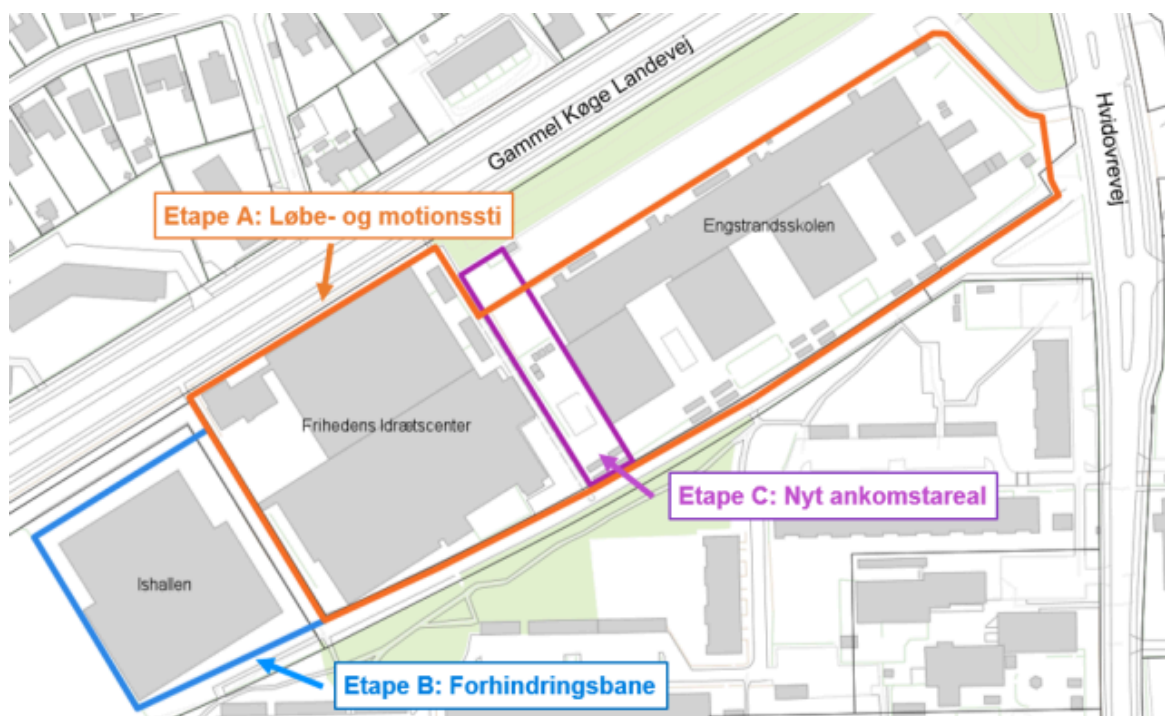 Gammel Køge Landevej
Hvidovrevej
Etape A: Løbe- og motionssti
Engstrandsskolen
Frihedens Idrætscenter
Etape C: Nyt ankomstareal
Ishallen
Etape B: Forhindringsbane